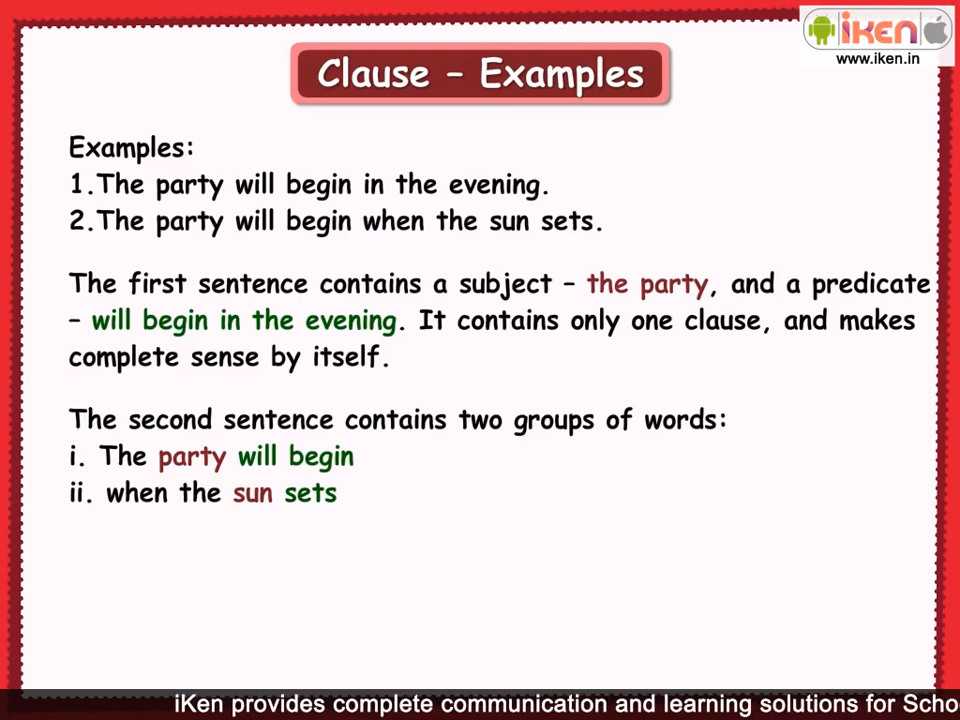 iKEN
www.iken.in
Clause – Examples
Examples:
1.The party will begin in the evening.
2.The party will begin when the sun sets.
The first sentence contains a subject – the party, and a predicate
– will begin in the evening. It contains only one clause, and makes
complete sense by itself.
The second sentence contains two groups of words:
i. The party will begin
ii. when the sun sets
iKen provides complete communication and learning solutions for Scho